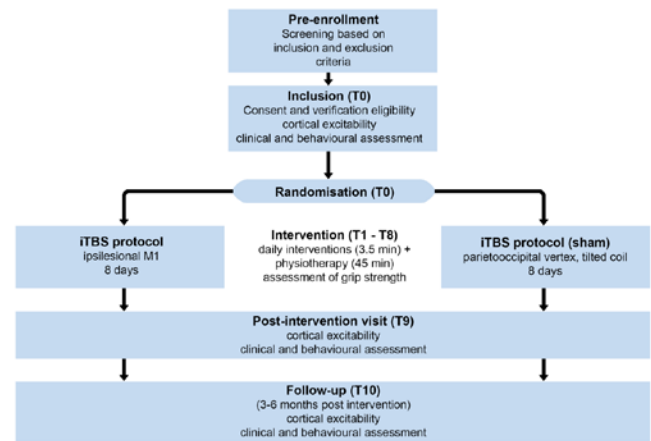 Pre-enrollment
Screening based on
inclusion and exclusion
criteria
Inclusion (T0)
Consent and verification eligibility
cortical excitability
clinical and behavioural assessment
Randomisation (T0)
iTBS protocol
ipsilesional M1
8 days
Intervention (T1 - T8)
daily interventions (3.5 min) +
physiotherapy (45 min)
assessment of grip strength
iTBS protocol (sham)
parietooccipital vertex, tilted coil
8 days
Post-intervention visit (T9)
cortical excitability
clinical and behavioural assessment
Follow-up (T10)
(3-6 months post intervention)
cortical excitability
clinical and behavioural assessment